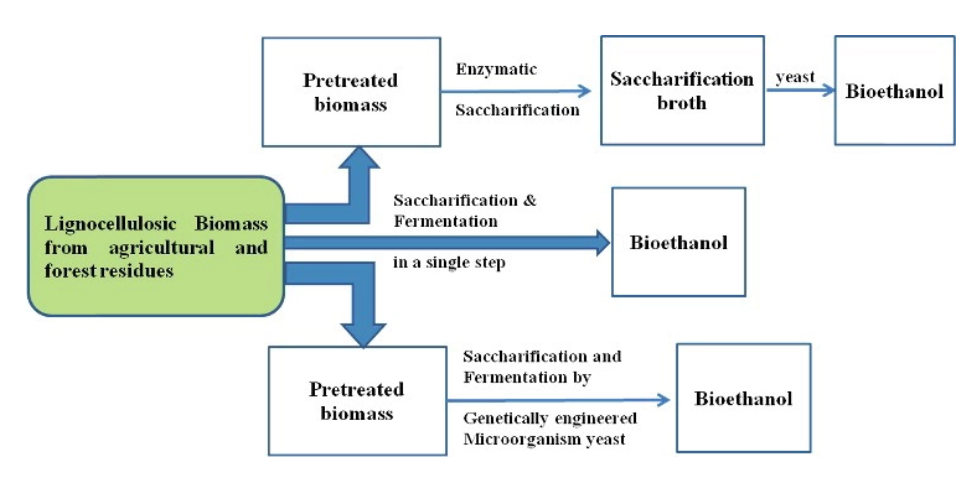 Pretreated
biomass
Enzymatic
Saccharification
Saccharification
broth
yeast
Bioethanol
Lignocellulosic Biomass
from agricultural and
forest residues
Saccharification &
Fermentation
in a single step
Bioethanol
Pretreated
biomass
Saccharification and
Fermentation by
Genetically engineered
Microorganism yeast
Bioethanol